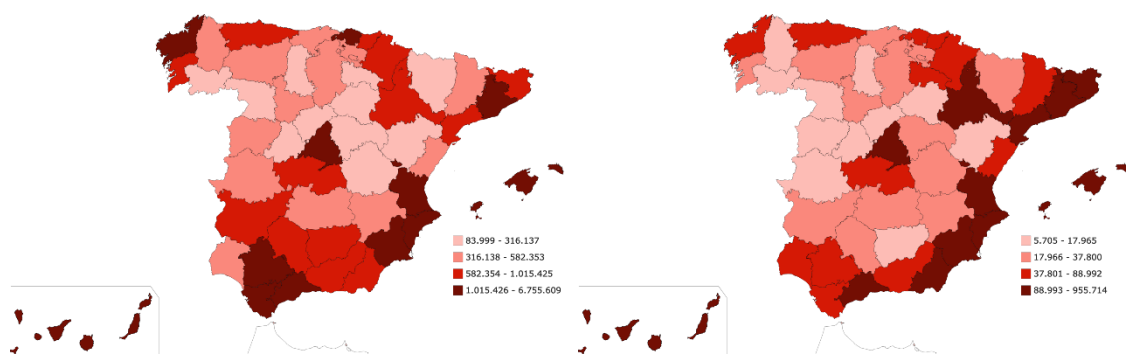 83.999 - 316.137
316.138 - 582.353
582.354 - 1.015.425
1.015.426 - 6.755.609
5.705 - 17.965
17.966 - 37.800
37.801 - 88.992
88.993 - 955.714